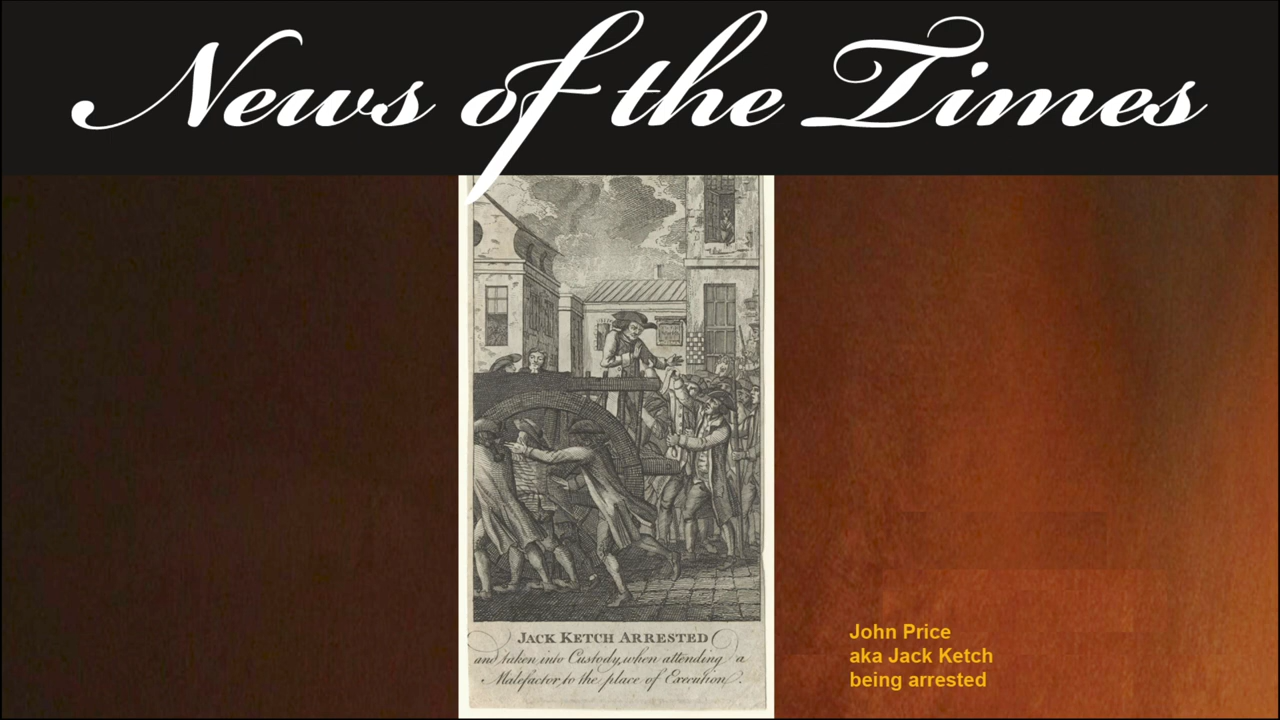 News of the Times
JACK KETCH ARRESTED
and taken into Custody, when attending a
Malefactor to the place of Execution.
John Price
aka Jack Ketch
being arrested